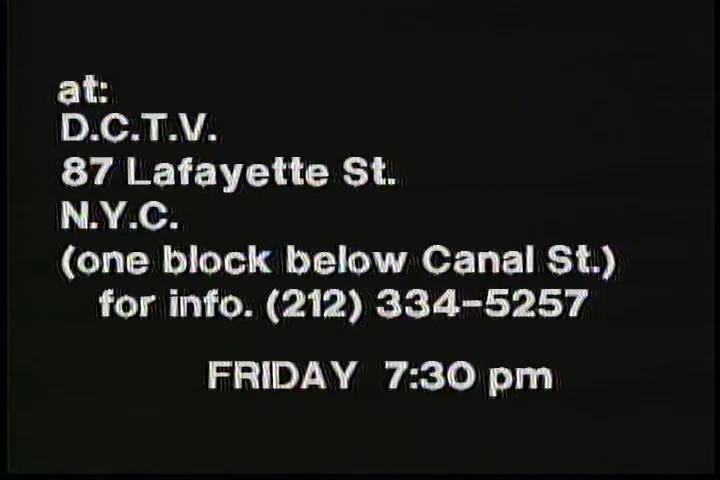 at:
D.C.T.V.
87 Lafayette St.
N.Y.C.
(one block below Canal St.)
for info. (212) 334-5257
FRIDAY 7:30 pm